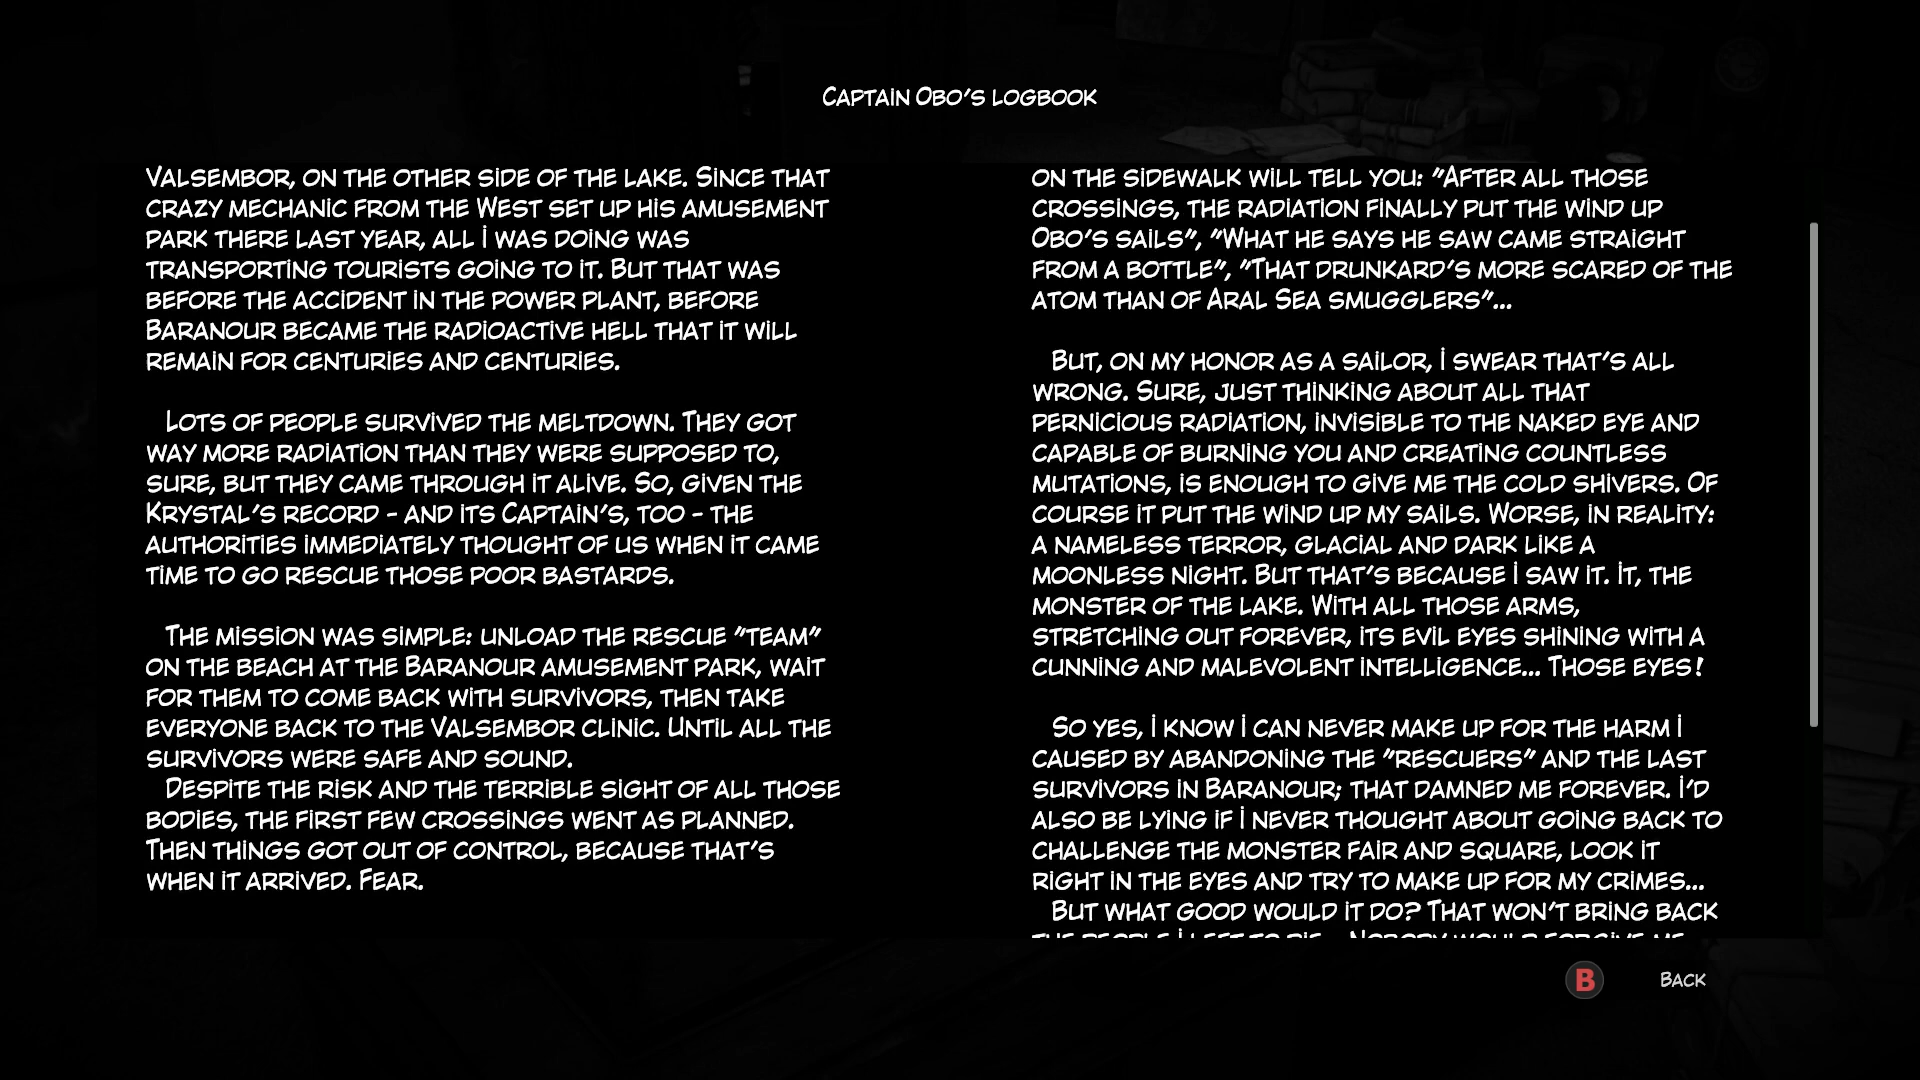 Captain Obo's logbook
Valsembor, on the other side of the lake. Since that
crazy mechanic from the West set up his amusement
park there last year, all I was doing was
transporting tourists going to it. But that was
before the accident in the power plant, before
Baranour became the radioactive hell that it will
remain for centuries and centuries.
Lots of people survived the meltdown. They got
way more radiation than they were supposed to,
sure, but they came through it alive. So, given the
Krystal's record - and its Captain's, too - the
authorities immediately thought of us when it came
time to go rescue those poor bastards.
The mission was simple: unload the rescue "team"
on the beach at the Baranour amusement park, wait
for them to come back with survivors, then take
everyone back to the Valsembor clinic. Until all the
survivors were safe and sound.
Despite the risk and the terrible sight of all those
bodies, the first few crossings went as planned.
Then things got out of control, because that's
when it arrived. Fear.
on the sidewalk will tell you: "After all those
crossings, the radiation finally put the wind up
Obo's sails", "What he says he saw came straight
from a bottle", "That drunkard's more scared of the
atom than of Aral Sea smugglers"...
But, on my honor as a sailor, I swear that's all
wrong. Sure, just thinking about all that
pernicious radiation, invisible to the naked eye and
capable of burning you and creating countless
mutations, is enough to give me the cold shivers. Of
course it put the wind up my sails. Worse, in reality:
a nameless terror, glacial and dark like a
moonless night. But that's because I saw it. It, the
monster of the lake. With all those arms,
stretching out forever, its evil eyes shining with a
cunning and malevolent intelligence... Those eyes!
So yes, I know I can never make up for the harm I
caused by abandoning the "rescuers" and the last
survivors in Baranour; that damned me forever. I'd
also be lying if I never thought about going back to
challenge the monster fair and square, look it
right in the eyes and try to make up for my crimes...
But what good would it do? That won't bring back
the people I left to die... Nobody would forgive me
B Back